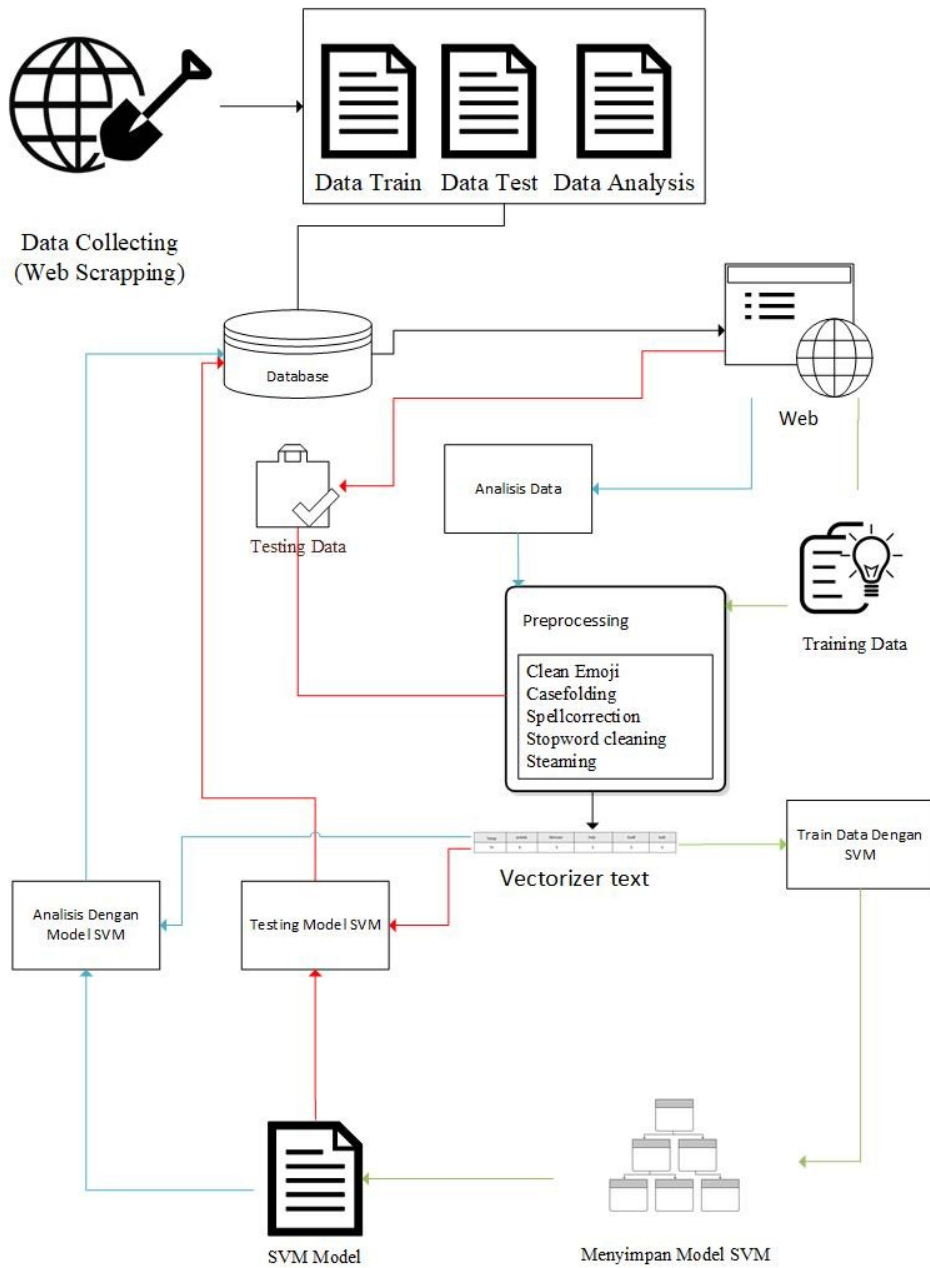 Data Train
Data Test
Data Analysis
Data Collecting
(Web Scrapping)
Database
Web
Testing Data
Analisis Data
Training Data
Preprocessing
Clean Emoji
Casefolding
Spellcorrection
Stopword cleaning
Steaming
Vectorizer text
Train Data Dengan
SVM
Analisis Dengan
Model SVM
Testing Model SVM
SVM Model
Menyimpan Model SVM